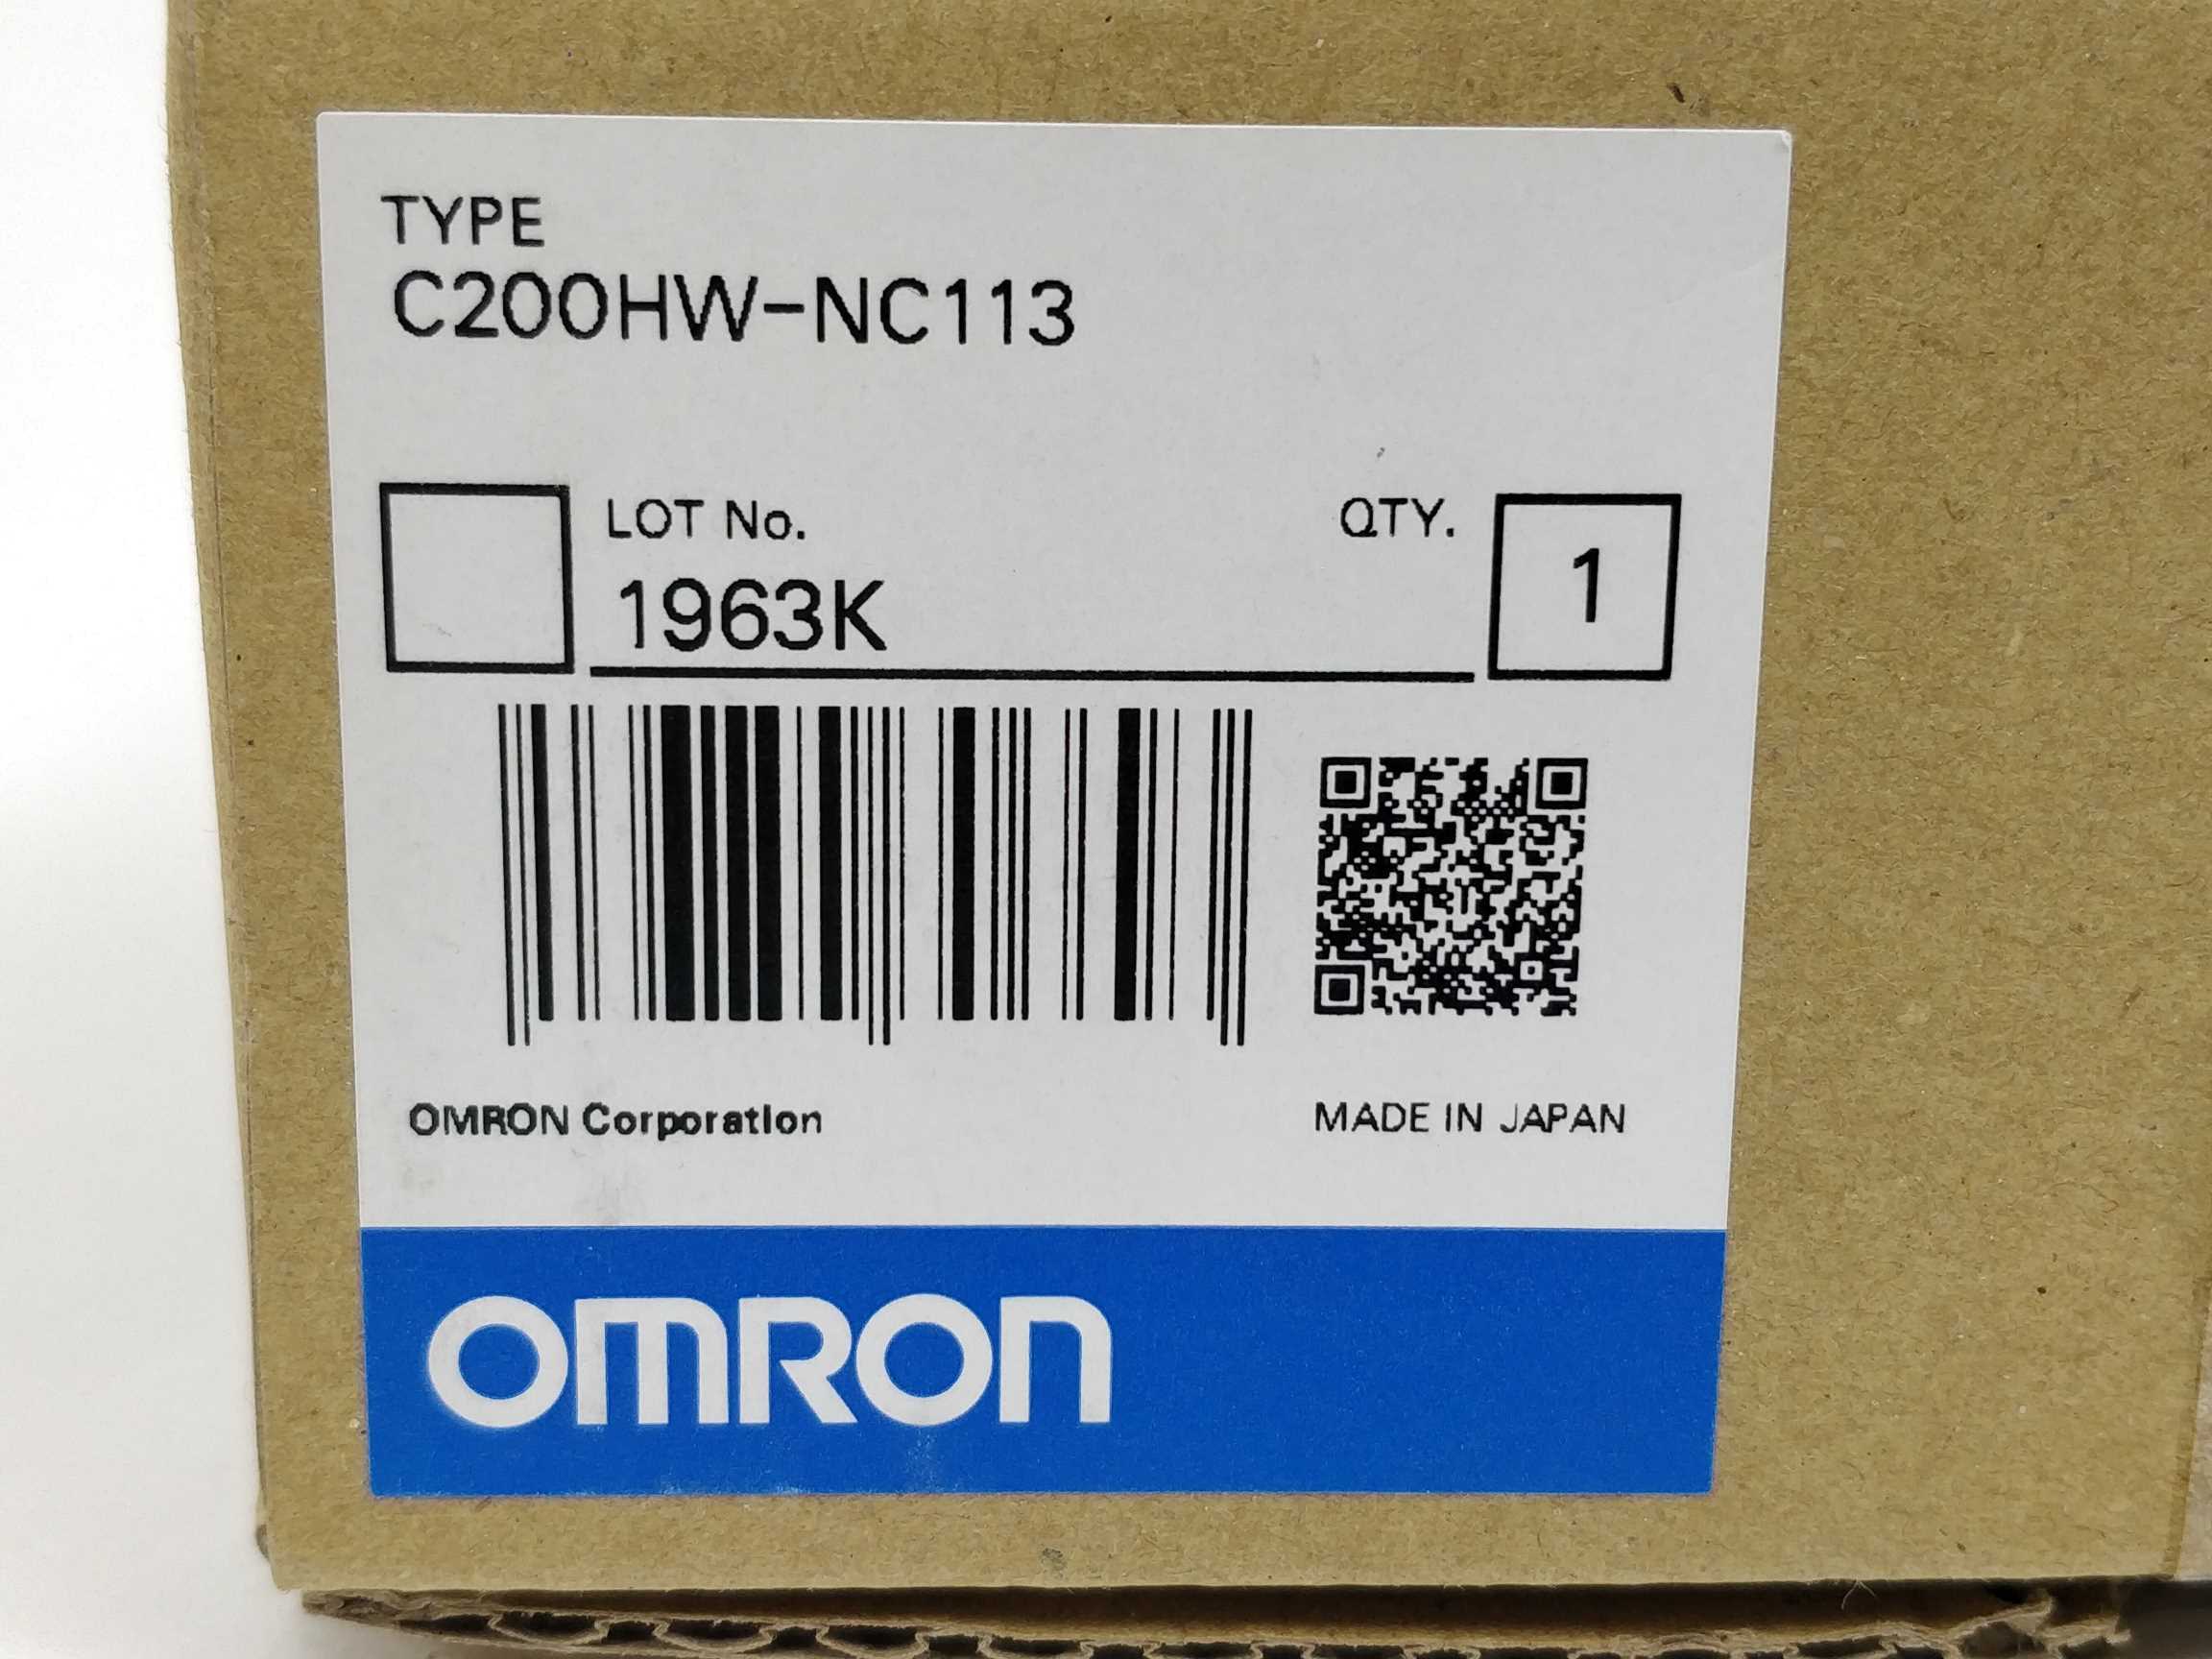 TYPE
C200HW-NC113
LOT No.
QTY.
1963K
1
OMRON Corporation
MADE IN JAPAN
OMRON